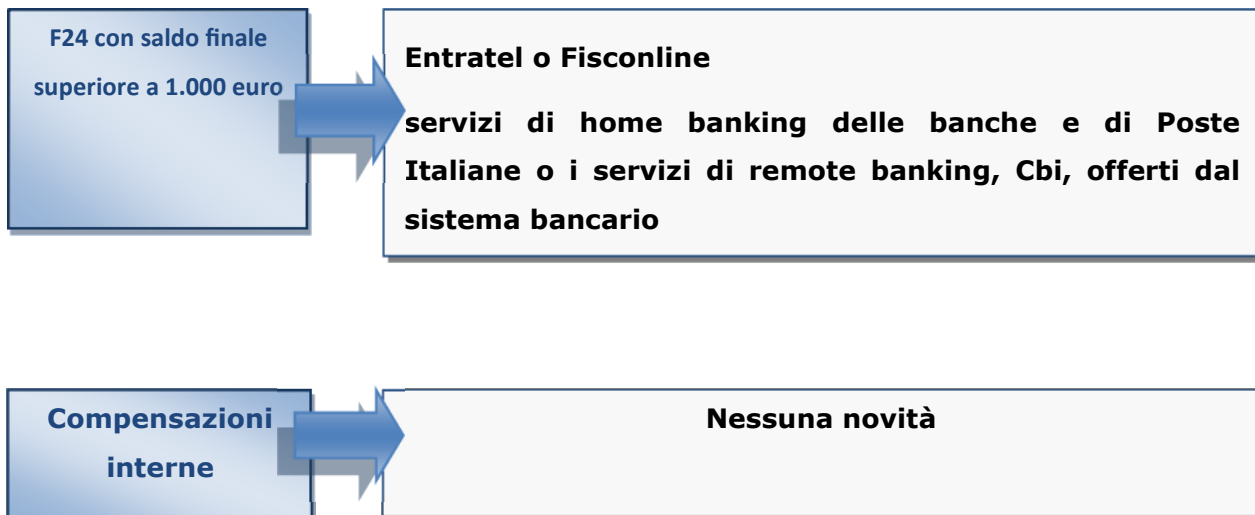 F24 con saldo finale
superiore a 1.000 euro
Entratel o Fisconline
servizi di home banking delle banche e di Poste
Italiane o i servizi di remote banking, Cbi, offerti dal
sistema bancario
Compensazioni
interne
Nessuna novità